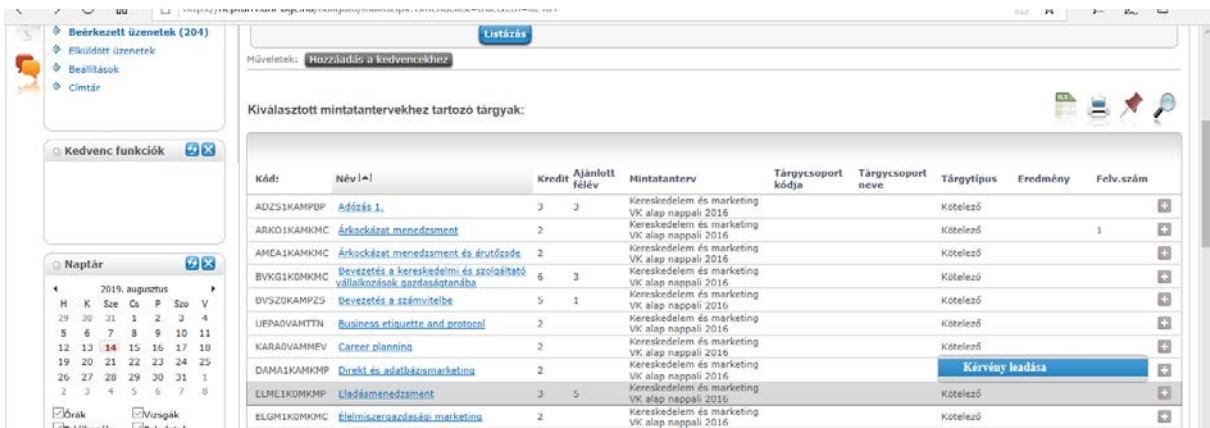 Beérkezett üzenetek (204)
Elküldött üzenetek
Beállítások
Címtár
Listázás
Műveletek: Hozzáadás a kedvencekhez
Kiválasztott mintatantervekhez tartozó tárgyak:
Kedvenc funkciók
Naptár
2019. augusztus
H K Sze Cs P Szo V
29 30 31 1 2 3 4
5 6 7 8 9 10 11
12 13 14 15 16 17 18
19 20 21 22 23 24 25
26 27 28 29 30 31 1
2 3 4 5 6 7 8
Órák Vizsgák
Kód: Név Kredit Ajánlott félév Mintatanterv Tárgycsoport kódja Tárgycsoport neve Tárgytípus Eredmény Felv.szám
ADZS1KAMPBP Adózás 1. 3 3 Kereskedelem és marketing Kötelező
VK alap nappali 2016
ARKO1KAMKMC Árkockázat menedzsment 2 Kereskedelem és marketing Kötelező 1
VK alap nappali 2016
AMEA1KAMKMC Árkockázat menedzsment és árutőzsde 2 Kereskedelem és marketing Kötelező
VK alap nappali 2016
BVKG1K0MKMC Bevezetés a kereskedelmi és szolgáltató 6 3 Kereskedelem és marketing Kötelező
vállalkozások gazdaságtanába VK alap nappali 2016
BVSZ0KAMPZS Bevezetés a számvitelbe 5 1 Kereskedelem és marketing Kötelező
VK alap nappali 2016
UEPA0VAMTTN Business etiquette and protocol 2 Kereskedelem és marketing Kötelező
VK alap nappali 2016
KARA0VAMMEV Career planning 2 Kereskedelem és marketing Kötelező
VK alap nappali 2016
DAMA1KAMKMP Direkt és adatbázismarketing 2 Kereskedelem és marketing Kérvény leadása
VK alap nappali 2016
ELME1K0MKMP Eladásmenedzsment 3 5 Kereskedelem és marketing Kötelező
VK alap nappali 2016
ELGM1K0MKMC Élelmiszergazdasági marketing 2 Kereskedelem és marketing Kötelező
VK alap nappali 2016